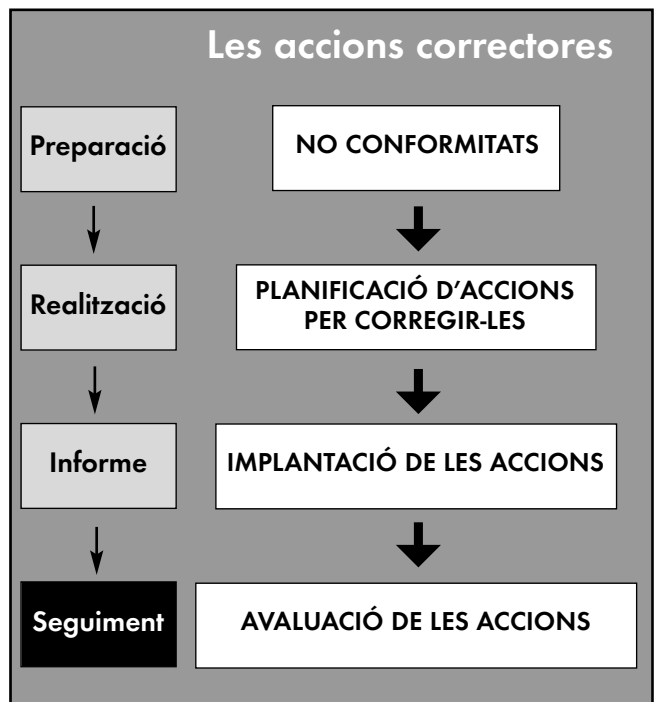 Les accions correctores
Preparació
NO CONFORMITATS
Realització
PLANIFICACIÓ D'ACCIONS
PER CORREGIR-LES
Informe
IMPLANTACIÓ DE LES ACCIONS
Seguiment
AVALUACIÓ DE LES ACCIONS